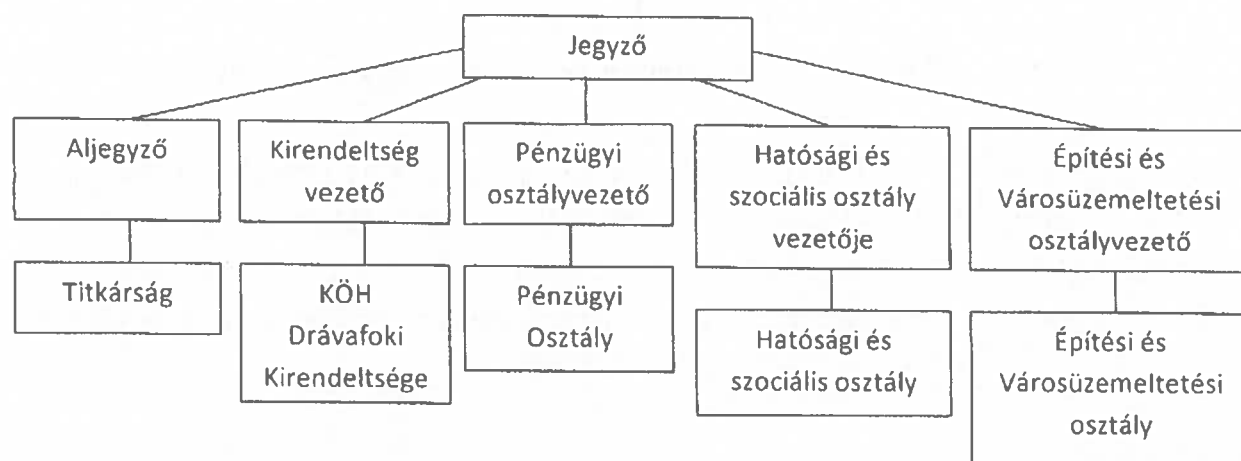 Jegyző
Aljegyző
Kirendeltség
vezető
Pénzügyi
osztályvezető
Hatósági és
szociális osztály
vezetője
Építési és
Városüzemeltetési
osztályvezető
Titkárság
KÖH
Drávafoki
Kirendeltsége
Pénzügyi
Osztály
Hatósági és
szociális osztály
Építési és
Városüzemeltetési
osztály